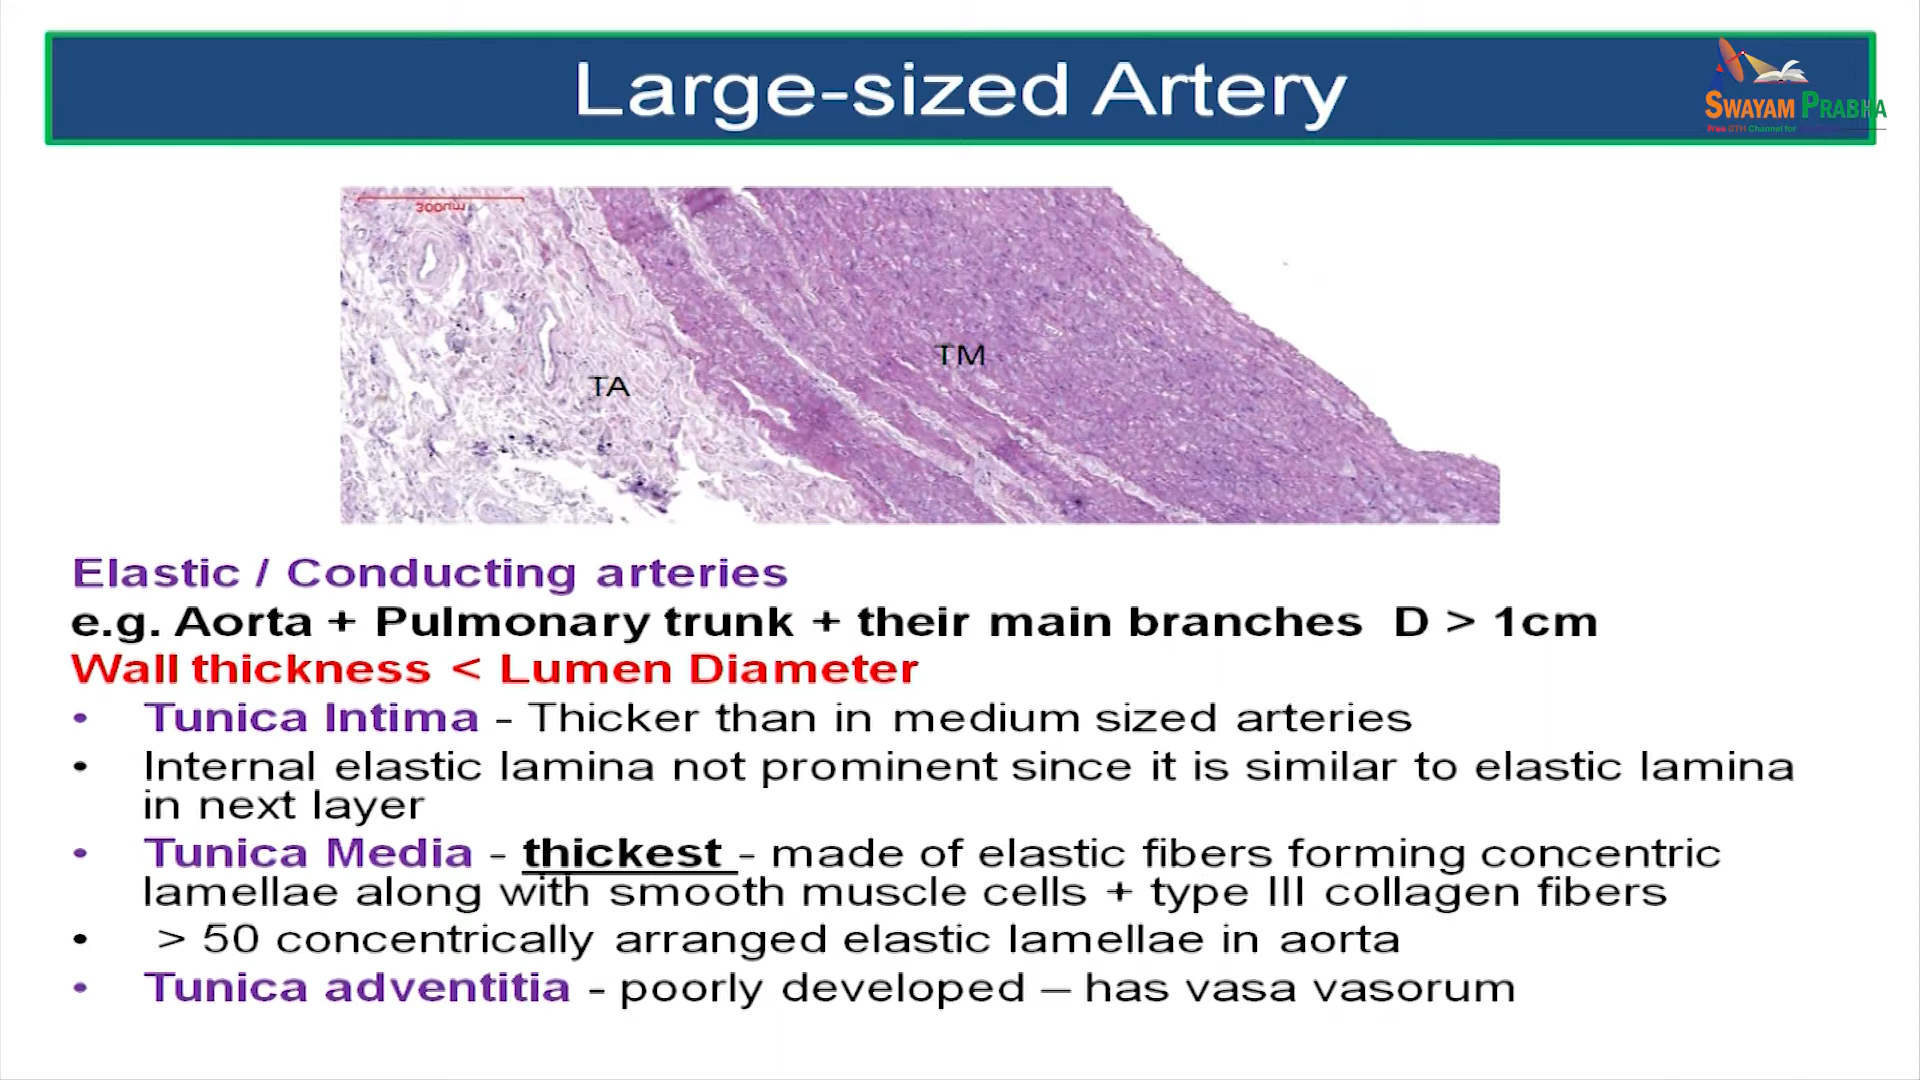 Large-sized Artery
SWAYAM PRABHA
DTH Channel for
300um
TM
TA
Elastic / Conducting arteries
e.g. Aorta + Pulmonary trunk + their main branches D > 1cm
Wall thickness < Lumen Diameter
• Tunica Intima - Thicker than in medium sized arteries
• Internal elastic lamina not prominent since it is similar to elastic lamina
in next layer
• Tunica Media - thickest - made of elastic fibers forming concentric
lamellae along with smooth muscle cells + type III collagen fibers
• > 50 concentrically arranged elastic lamellae in aorta
• Tunica adventitia - poorly developed – has vasa vasorum